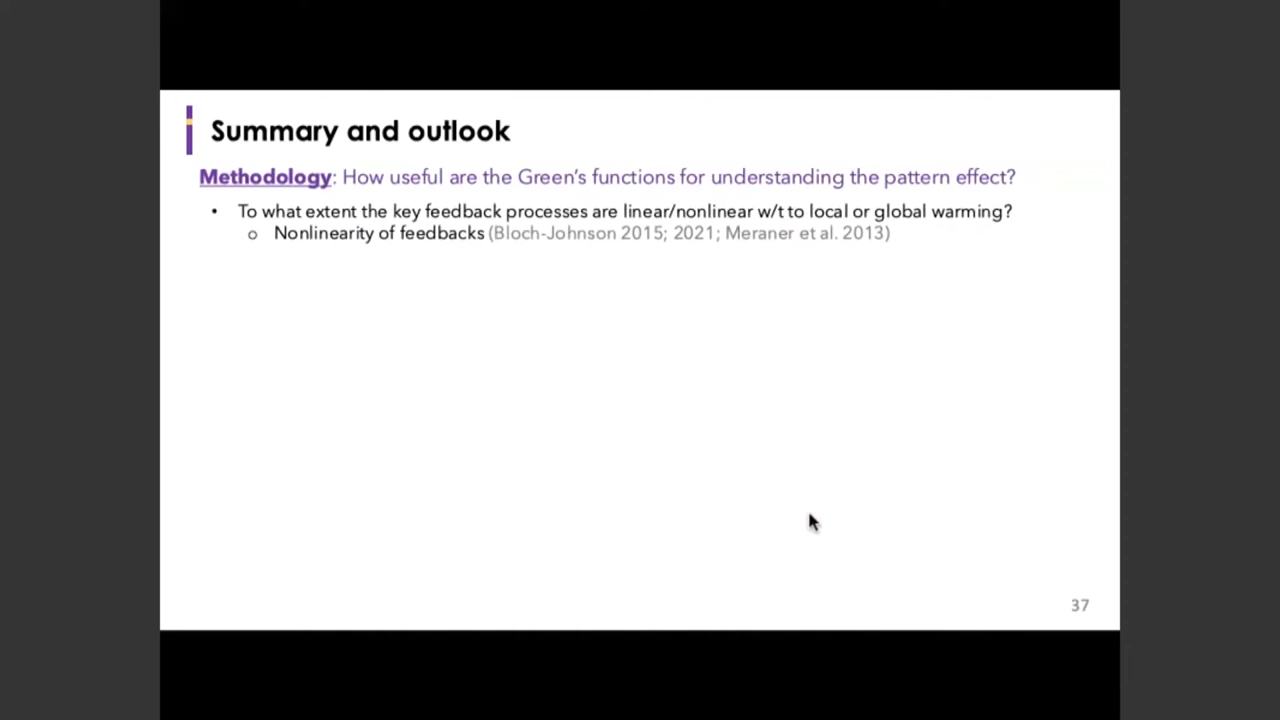 Summary and outlook
Methodology: How useful are the Green's functions for understanding the pattern effect?
• To what extent the key feedback processes are linear/nonlinear w/t to local or global warming?
o Nonlinearity of feedbacks (Bloch-Johnson 2015; 2021; Meraner et al. 2013)
37